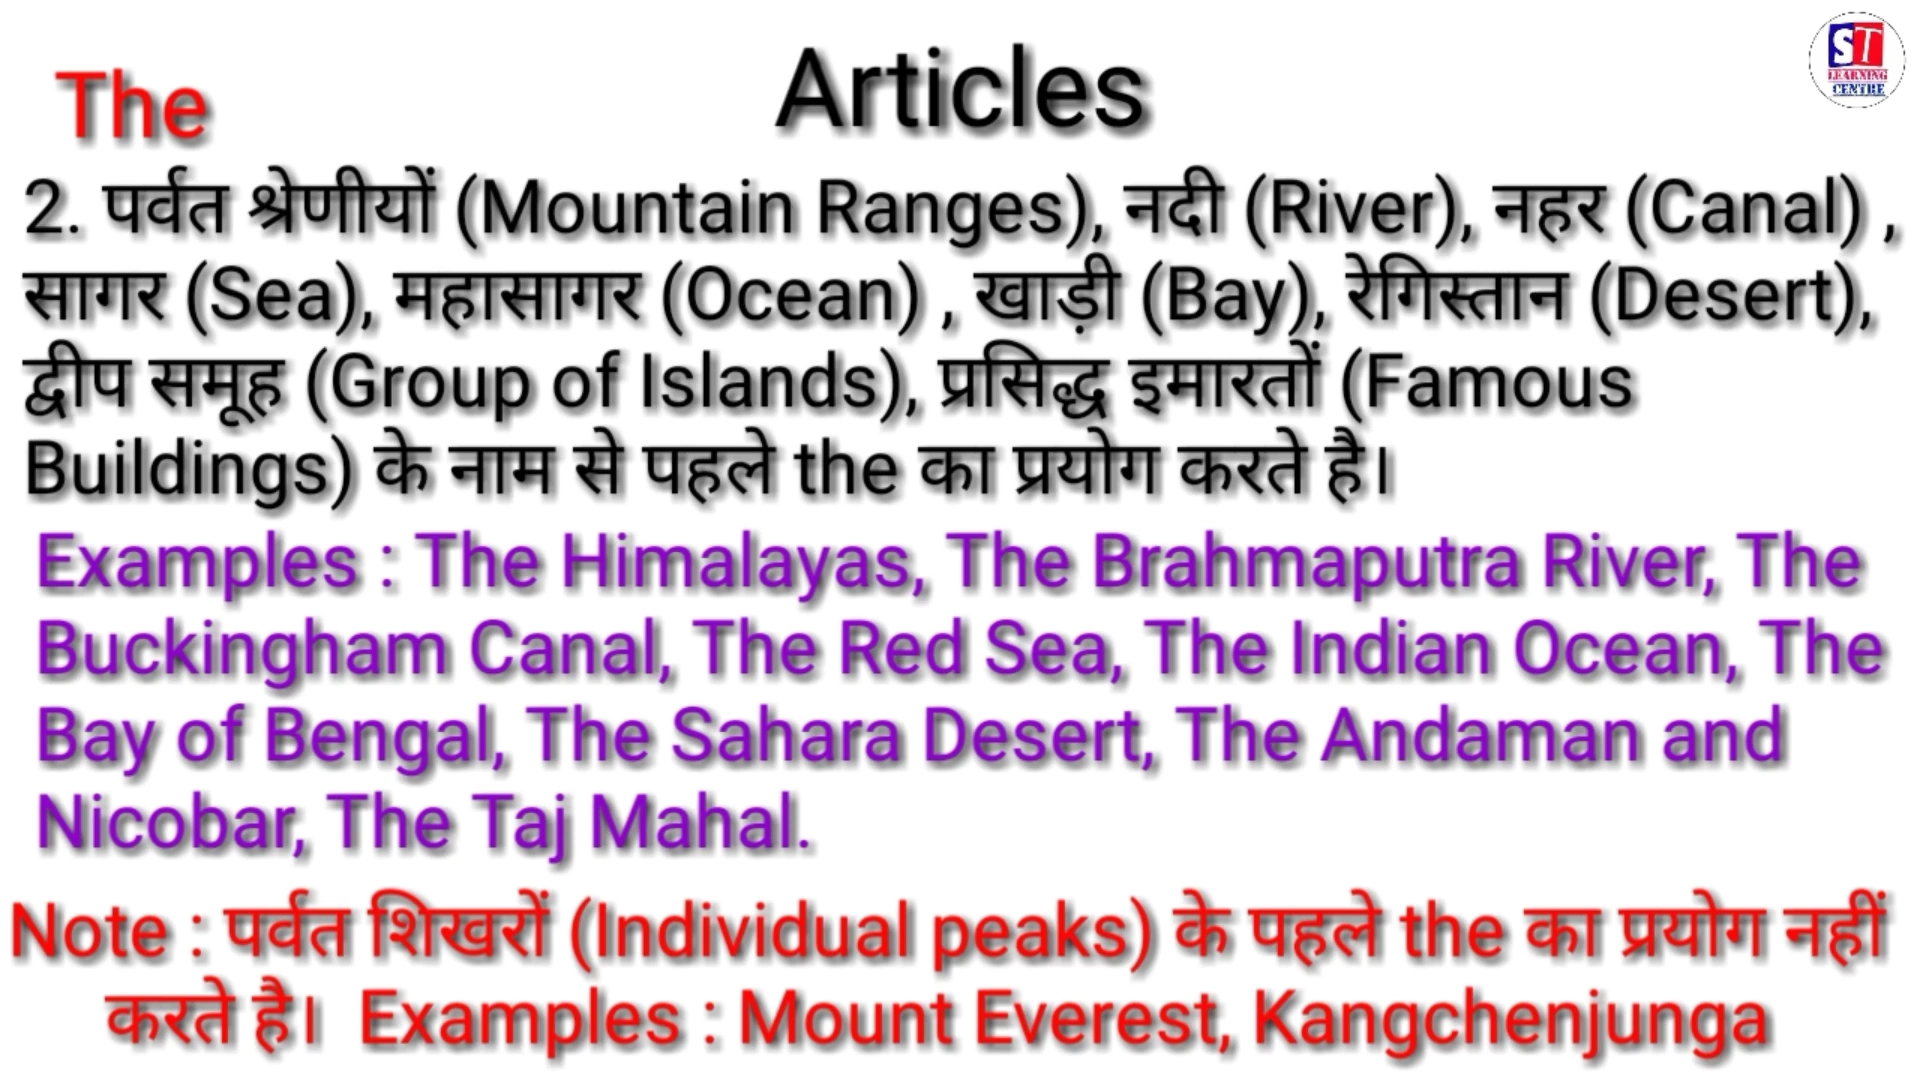 The
Articles
ST
LEARNING
CENTRE
2. पर्वत श्रेणीयों (Mountain Ranges), नदी (River), नहर (Canal) ,
सागर (Sea), महासागर (Ocean) , खाड़ी (Bay), रेगिस्तान (Desert),
द्वीप समूह (Group of Islands), प्रसिद्ध इमारतों (Famous
Buildings) के नाम से पहले the का प्रयोग करते है।
Examples : The Himalayas, The Brahmaputra River, The
Buckingham Canal, The Red Sea, The Indian Ocean, The
Bay of Bengal, The Sahara Desert, The Andaman and
Nicobar, The Taj Mahal.
Note : पर्वत शिखरों (Individual peaks) के पहले the का प्रयोग नहीं
करते है। Examples : Mount Everest, Kangchenjunga